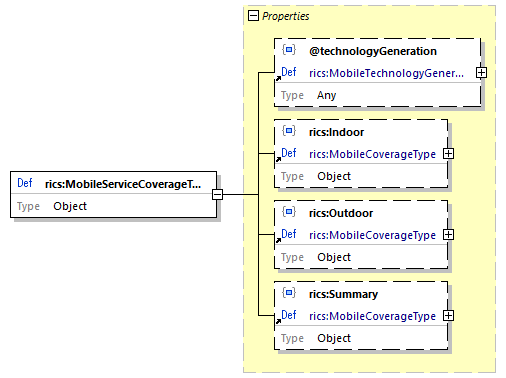 Properties
@technologyGeneration
Def rics:MobileTechnologyGener...
Type Any
rics:Indoor
Def rics:MobileCoverageType
Type Object
Def rics:MobileServiceCoverageT...
Type Object
rics:Outdoor
Def rics:MobileCoverageType
Type Object
rics:Summary
Def rics:MobileCoverageType
Type Object